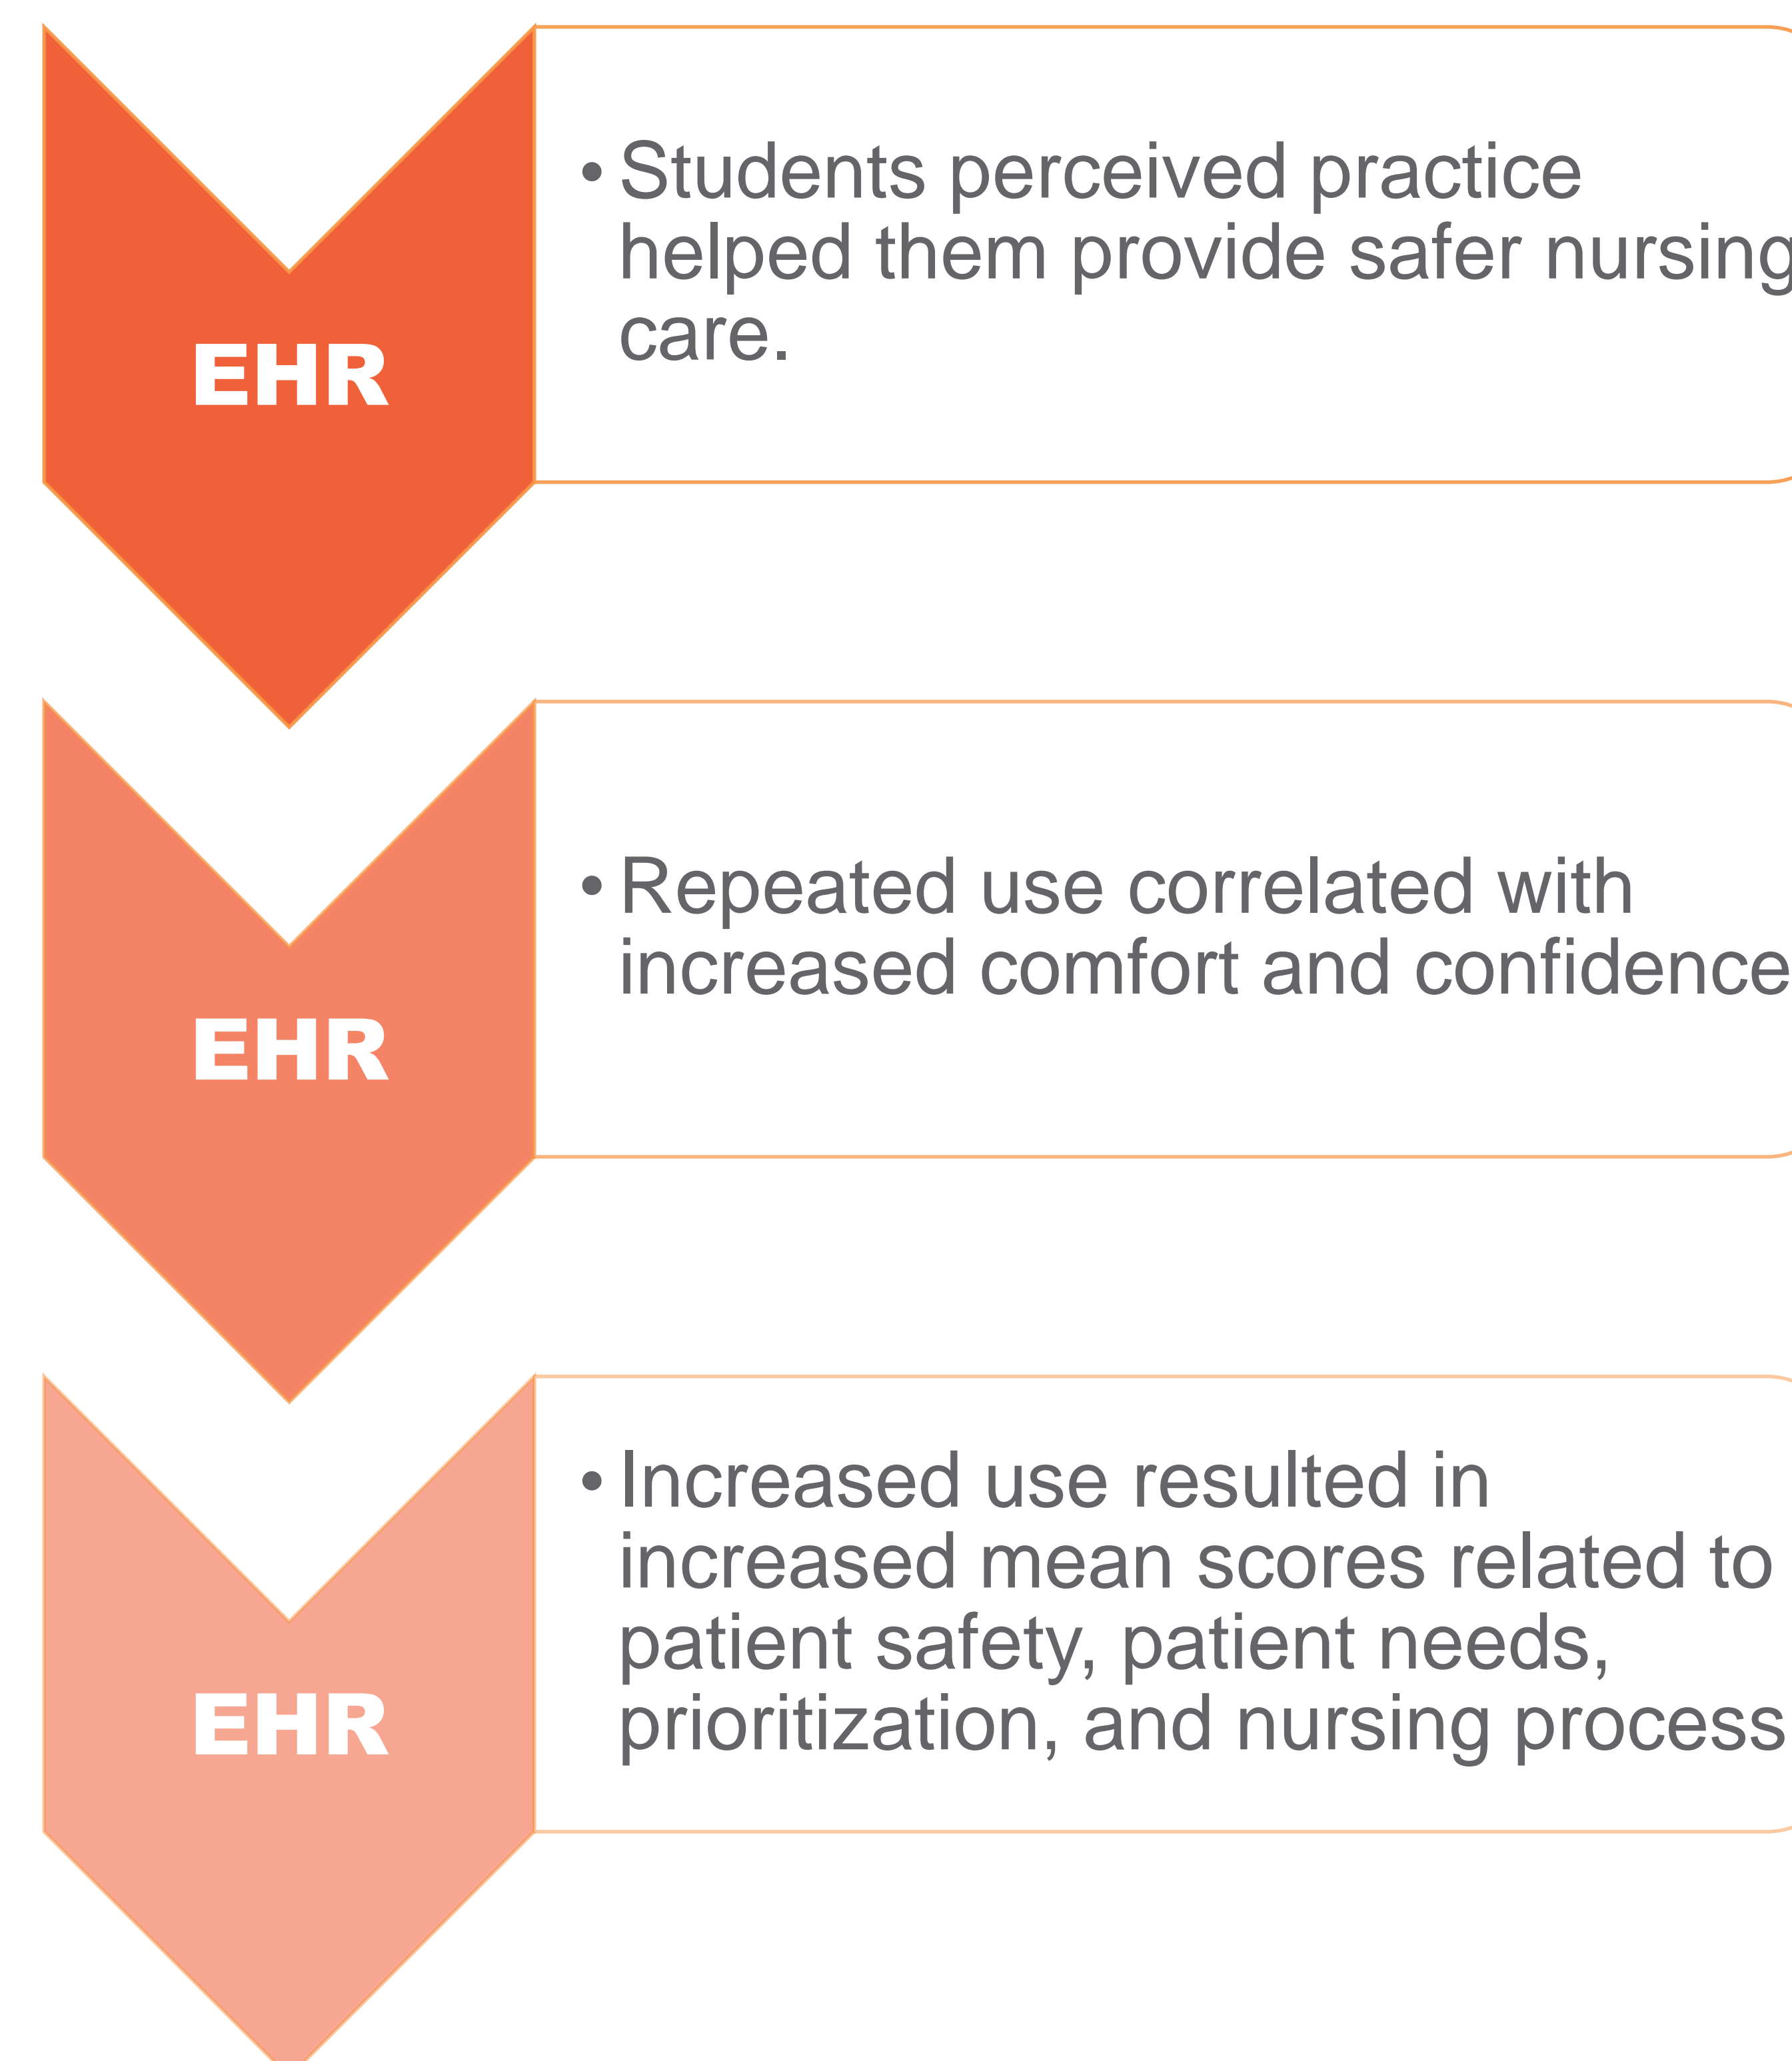 EHR
• Students perceived practice
helped them provide safer nursing
care.
EHR
• Repeated use correlated with
increased comfort and confidence
EHR
• Increased use resulted in
increased mean scores related to
patient safety, patient needs,
prioritization, and nursing process